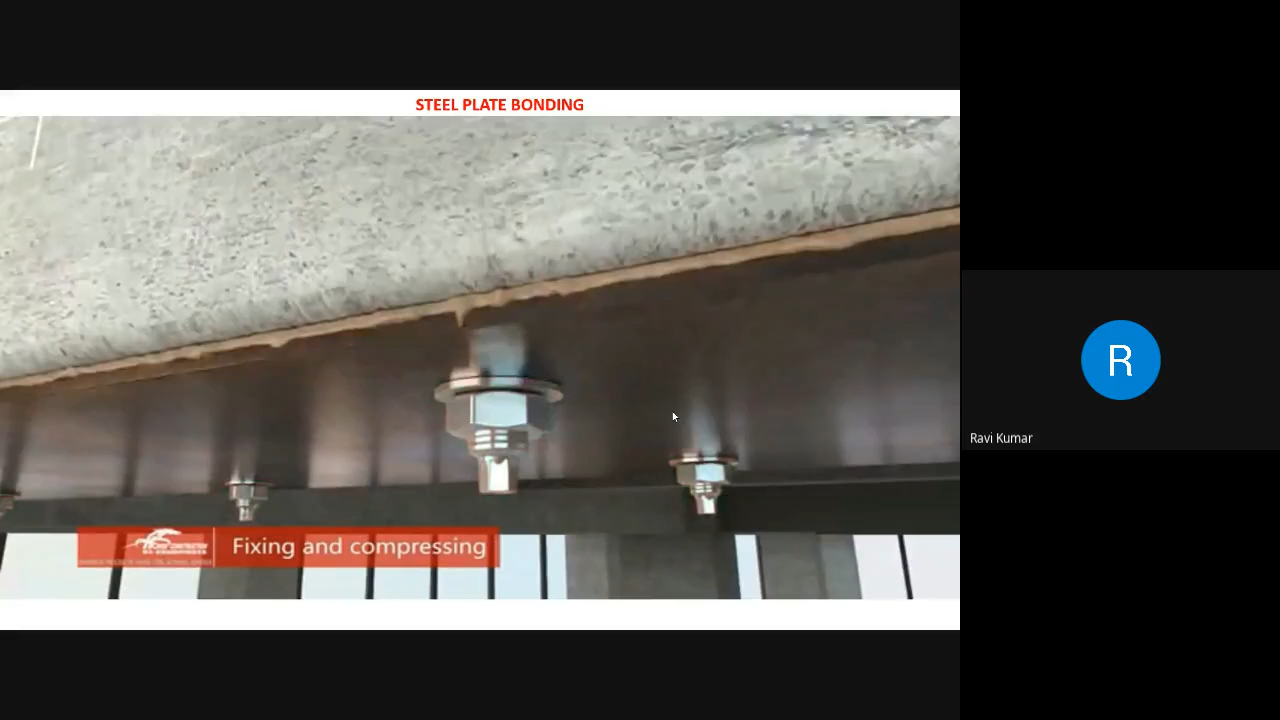 STEEL PLATE BONDING
Fixing and compressing
R
Ravi Kumar